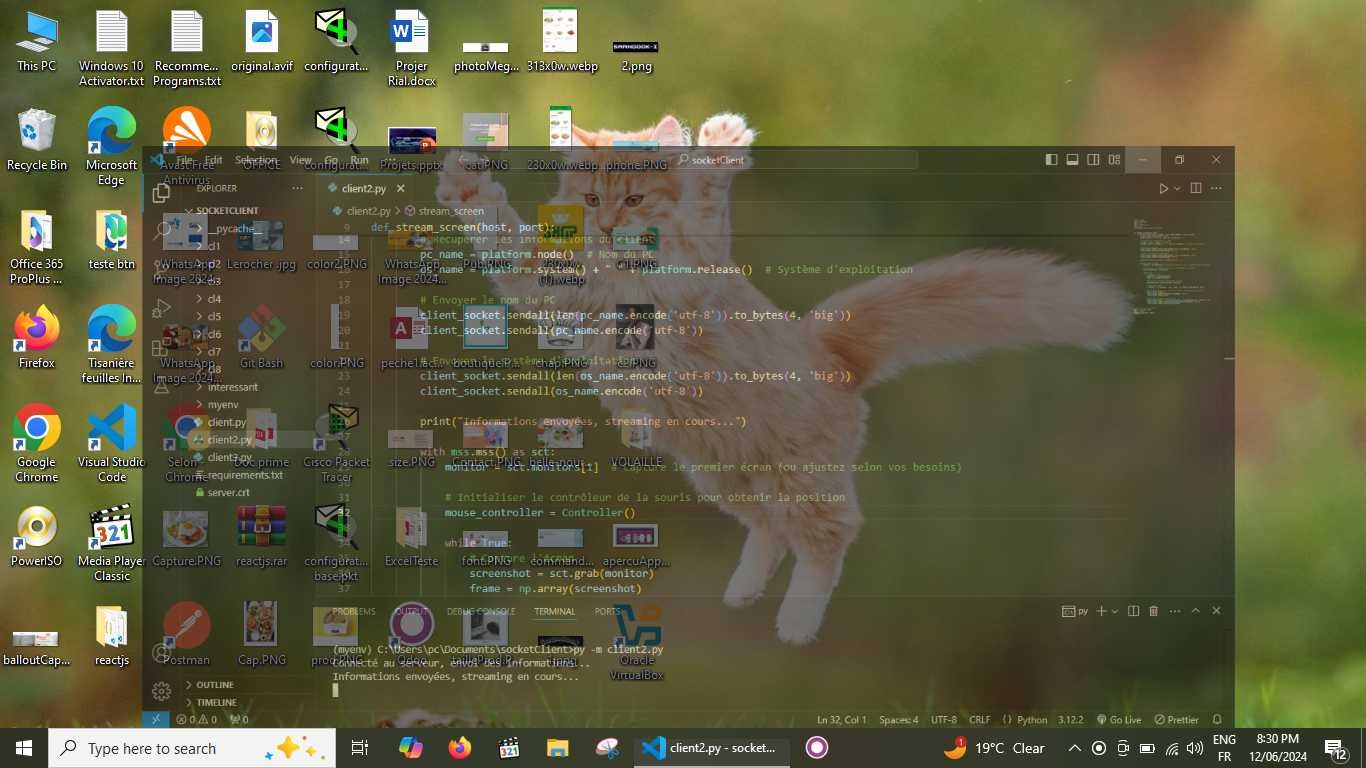 This PC
Windows 10
Activator.txt
Recomme...
Programs.txt
original.avif
configurat...
Projer
Rial.docx
photoMeg...
313x0w.webp
SAANGOOK-I
2.png
Recycle Bin
Microsoft
Edge
Avast Free
Antivirus
OFFICE
configurat...
Projets.pptx
230x0w.webp
phone.PNG
File
Edit
Selection
View
Go
Run
...
socketClient
EXPLORER
SOCKETCLIENT
__pycache__
d1
d2
d3
d4
d5
d6
d7
d8
interessant
myenv
client.py
client2.py
client3.py
requirements.txt
server.crt
OUTLINE
TIMELINE
client2.py
client2.py > stream_screen
9 def stream_screen(host, port):
14 # Récupérer les informations du client
15 pc_name = platform.node() # Nom du PC
os_name = platform.system() + " " + platform.release() # Système d'exploitation
17
18 # Envoyer le nom du PC
19 client_socket.sendall(len(pc_name.encode('utf-8')).to_bytes(4, 'big'))
20 client_socket.sendall(pc_name.encode('utf-8'))
21
# Envoyer le système d'exploitation
23 client_socket.sendall(len(os_name.encode('utf-8')).to_bytes(4, 'big'))
24 client_socket.sendall(os_name.encode('utf-8'))
print("Informations envoyées, streaming en cours...")
with mss.mss() as sct:
monitor = sct.monitors[1] # Capture le premier écran (ou ajustez selon vos besoins)
30
31 # Initialiser le contrôleur de la souris pour obtenir la position
32 mouse_controller = Controller()
34 while True:
# Capture l'écran
screenshot = sct.grab(monitor)
37 frame = np.array(screenshot)
PROBLEMS
OUTPUT
DEBUG CONSOLE
TERMINAL
PORTS
py
(myenv) C:\Users\pc\Documents\socketClient>py -m client2.py
Connecté au serveur, envoi des informations...
Informations envoyées, streaming en cours...
0 0 0
Ln 32, Col 1
Spaces: 4
UTF-8
CRLF
Python
3.12.2
Go Live
Prettier
Office 365
ProPlus ...
teste btn
WhatsApp
Image 2024...
Lerocher .jpg
color2.PNG
WhatsApp
Image 2024...
Firefox
Tisanière
feuilles In...
WhatsApp
Image 2024...
Git Bash
color.PNG
Google
Chrome
Visual Studio
Code
Selon -
Chrome
DOC.prime
Cisco Packet
Tracer
size.PNG
Contact.PNG
VOLAILLE
PowerISO
Media Player
Classic
321
Capture.PNG
reactjs.rar
configurat...
base.pkt
ExcelTeste
font.PNG
command...
apercuApp...
balloutCap...
reactjs
Postman
Cap.PNG
Odoo
Oracle
VirtualBox
Type here to search
client2.py - socket...
1
19°C Clear
ENG
FR
8:30 PM
12/06/2024
12